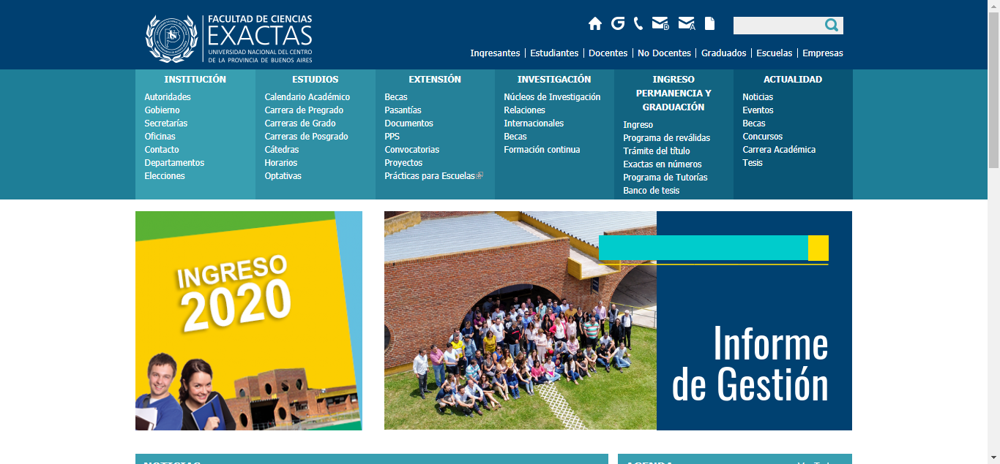 FACULTAD DE CIENCIAS
EXACTAS
UNIVERSIDAD NACIONAL DEL CENTRO
DE LA PROVINCIA DE BUENOS AIRES
Ingresantes | Estudiantes | Docentes | No Docentes | Graduados | Escuelas | Empresas
INSTITUCIÓN
Autoridades
Gobierno
Secretarías
Oficinas
Contacto
Departamentos
Elecciones
ESTUDIOS
Calendario Académico
Carrera de Pregrado
Carreras de Grado
Carreras de Posgrado
Cátedras
Horarios
Optativas
EXTENSIÓN
Becas
Pasantías
Documentos
PPS
Convocatorias
Proyectos
Prácticas para Escuelas
INVESTIGACIÓN
Núcleos de Investigación
Relaciones
Internacionales
Becas
Formación continua
INGRESO
PERMANENCIA Y
GRADUACIÓN
Ingreso
Programa de reválidas
Trámite del título
Exactas en números
Programa de Tutorías
Banco de tesis
ACTUALIDAD
Noticias
Eventos
Becas
Concursos
Carrera Académica
Tesis
INGRESO
2020
Informe
de Gestión